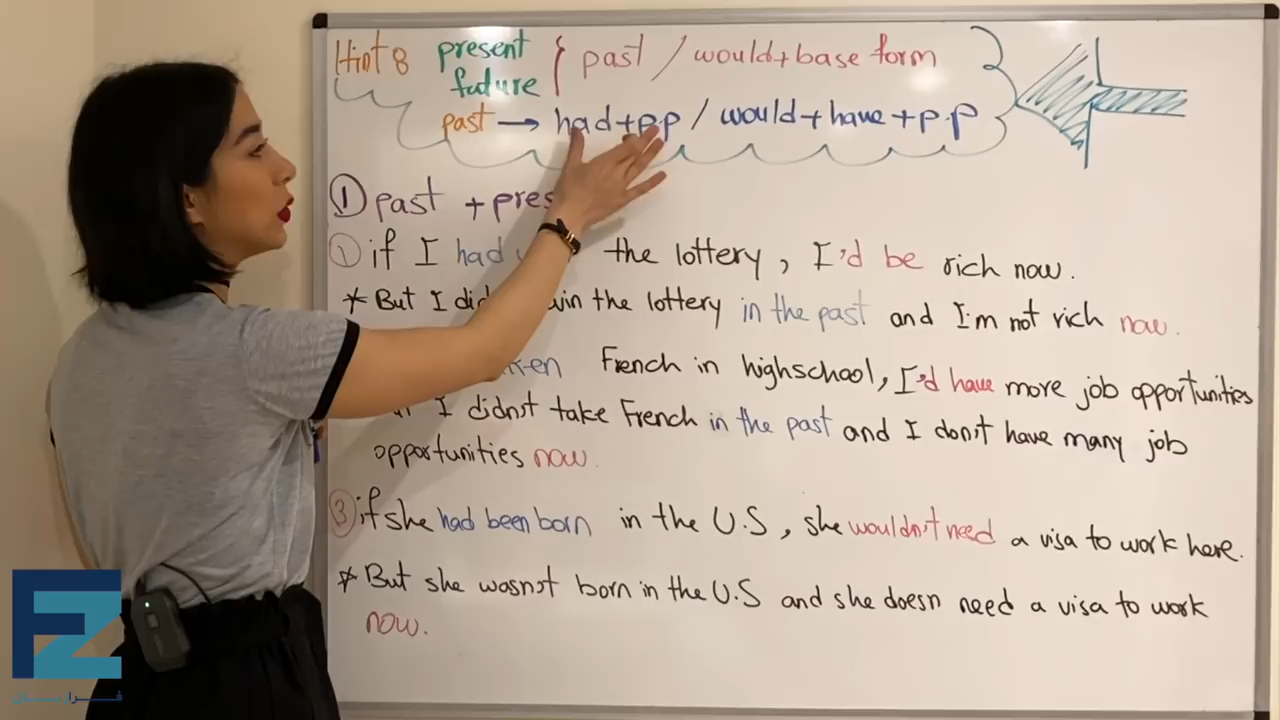 Hint 8 present { past / would+base form
future
past → had+p.p / would+have+p.p
① past + pres
① if I had the lottery, I'd be rich now.
* But I did win the lottery in the past and I'm not rich now.
French in highschool, I'd have more job opportunities
I didn't take French in the past and I don't have many job
opportunities now.
③ if she had been born in the U.S, she wouldn't need a visa to work here.
* But she wasn't born in the U.S and she doesn need a visa to work
now.
FZ